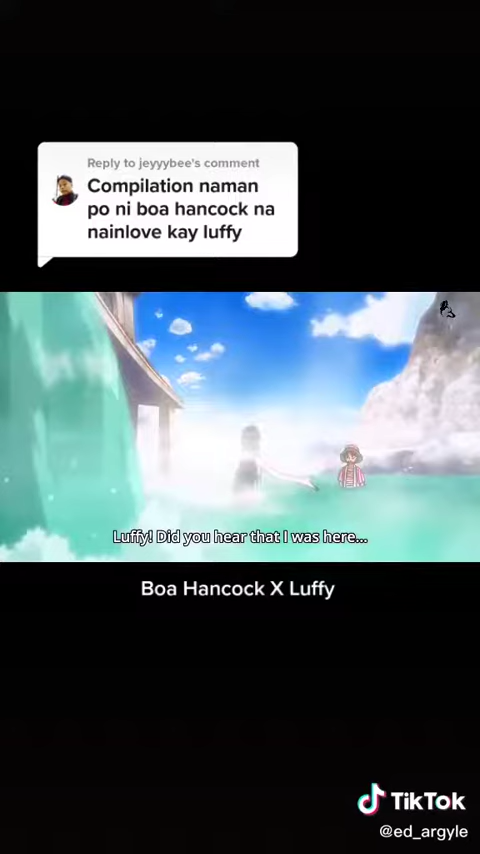 Reply to jeyyybee's comment
Compilation naman
po ni boa hancock na
nainlove kay luffy
Luffy! Did you hear that I was here...
Boa Hancock X Luffy
TikTok
@ed_argyle